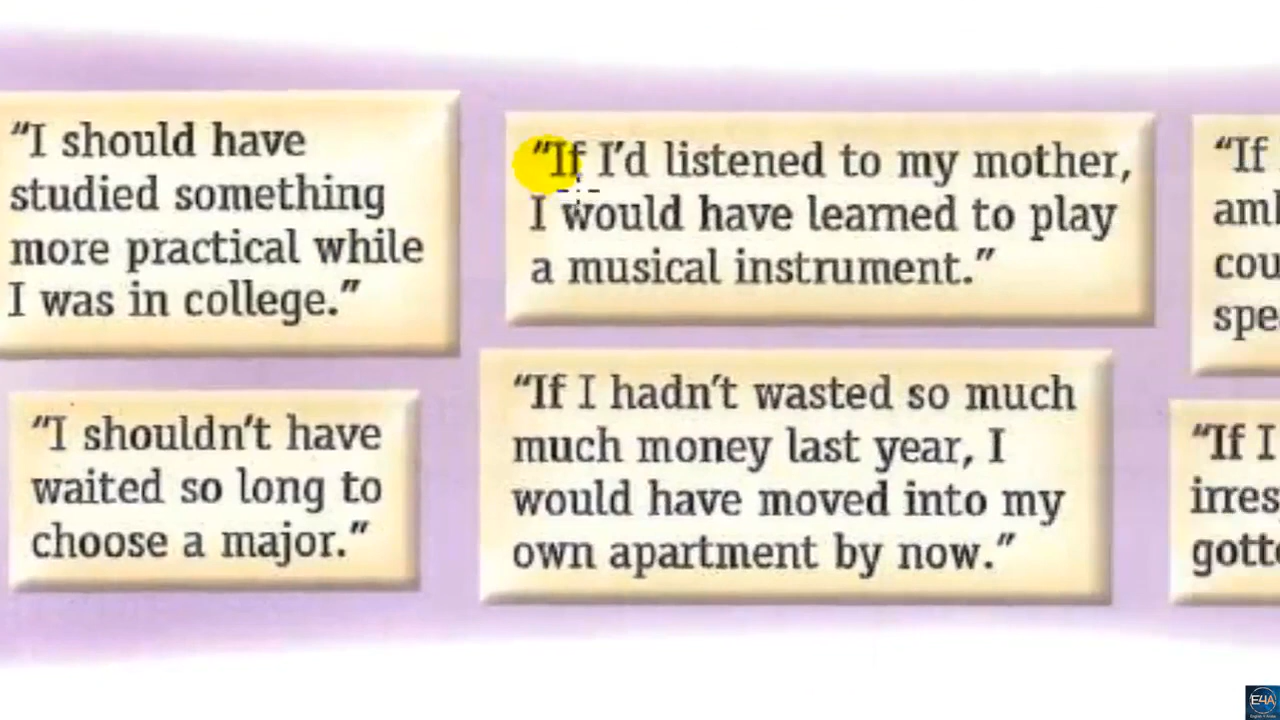 "I should have
studied something
more practical while
I was in college."
"I shouldn't have
waited so long to
choose a major."
"If I'd listened to my mother,
I would have learned to play
a musical instrument."
"If I hadn't wasted so much
much money last year, I
would have moved into my
own apartment by now."
"If
"If I
E4A